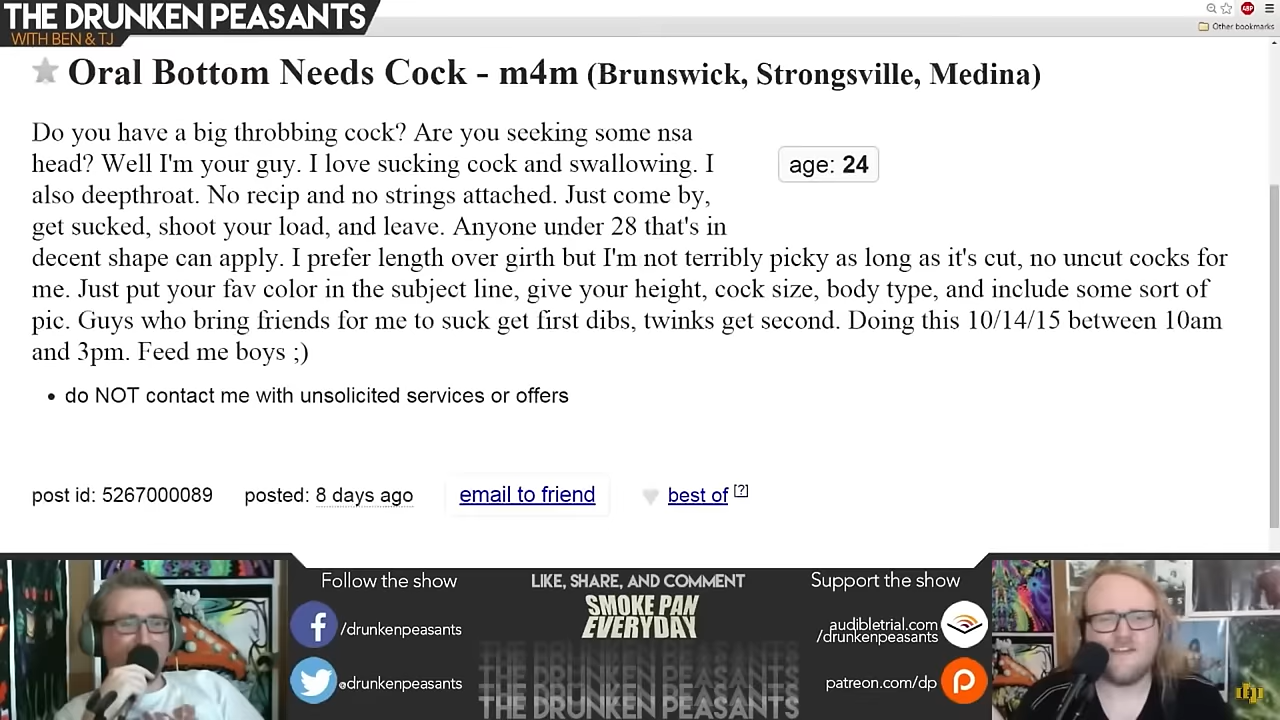 THE DRUNKEN PEASANTS
WITH BEN & TJ
ABP
Other bookmarks
Oral Bottom Needs Cock - m4m (Brunswick, Strongsville, Medina)
Do you have a big throbbing cock? Are you seeking some nsa
head? Well I'm your guy. I love sucking cock and swallowing. I
also deepthroat. No recip and no strings attached. Just come by,
get sucked, shoot your load, and leave. Anyone under 28 that's in
decent shape can apply. I prefer length over girth but I'm not terribly picky as long as it's cut, no uncut cocks for
me. Just put your fav color in the subject line, give your height, cock size, body type, and include some sort of
pic. Guys who bring friends for me to suck get first dibs, twinks get second. Doing this 10/14/15 between 10am
and 3pm. Feed me boys ;)
age: 24
• do NOT contact me with unsolicited services or offers
post id: 5267000089 posted: 8 days ago email to friend best of [?]
Follow the show
/drunkenpeasants
@drunkenpeasants
LIKE, SHARE, AND COMMENT
SMOKE PAN
EVERYDAY
THE DRUNKEN PEASANTS
THE DRUNKEN PEASANTS
THE DRUNKEN PEASANTS
Support the show
audibletrial.com
/drunkenpeasants
patreon.com/dp